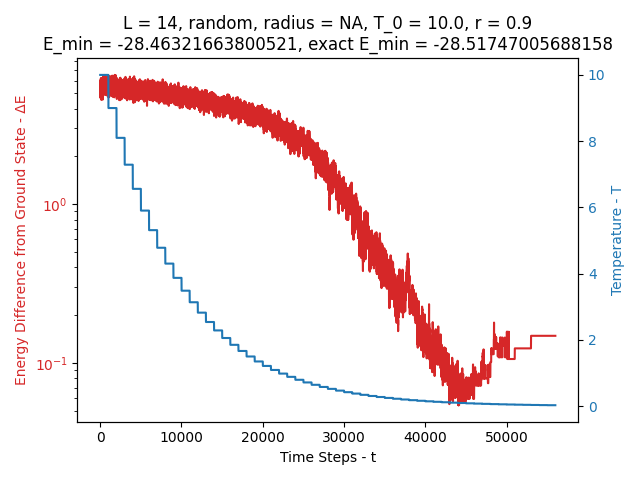 L = 14, random, radius = NA, T_0 = 10.0, r = 0.9
E_min = -28.46321663800521, exact E_min = -28.51747005688158
Energy Difference from Ground State - ΔE
10⁰
10⁻¹
0
10000
20000
30000
40000
50000
Time Steps - t
10
8
6
4
2
0
Temperature - T